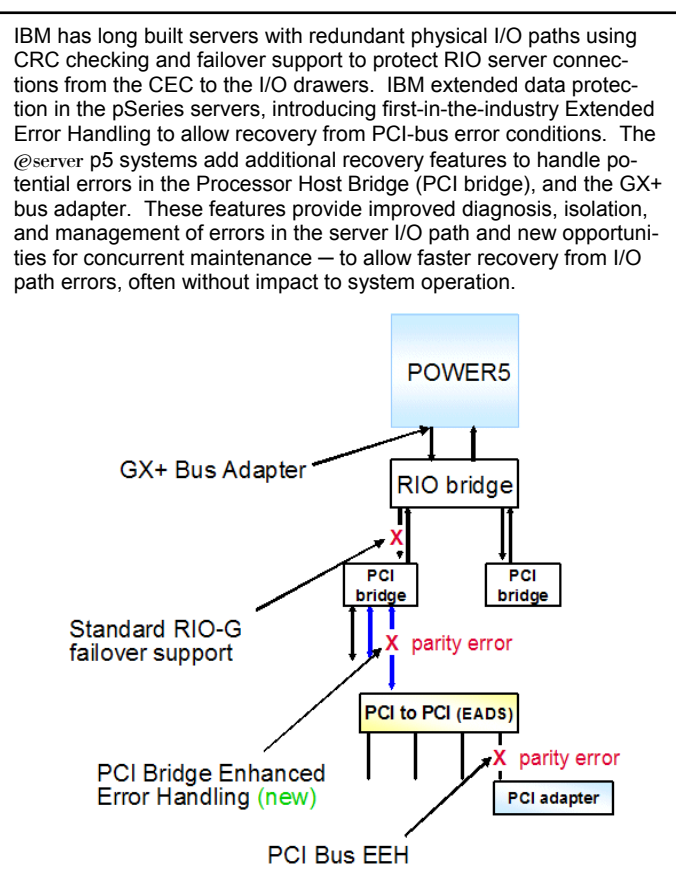 IBM has long built servers with redundant physical I/O paths using
CRC checking and failover support to protect RIO server connec-
tions from the CEC to the I/O drawers.  IBM extended data protec-
tion in the pSeries servers, introducing first-in-the-industry Extended
Error Handling to allow recovery from PCI-bus error conditions.  The
@server p5 systems add additional recovery features to handle po-
tential errors in the Processor Host Bridge (PCI bridge), and the GX+
bus adapter.  These features provide improved diagnosis, isolation,
and management of errors in the server I/O path and new opportuni-
ties for concurrent maintenance — to allow faster recovery from I/O
path errors, often without impact to system operation.
POWER5
GX+ Bus Adapter
RIO bridge
X
PCI
bridge
PCI
bridge
Standard RIO-G
failover support
X parity error
PCI to PCI (EADS)
X parity error
PCI Bridge Enhanced
Error Handling (new)
PCI adapter
PCI Bus EEH